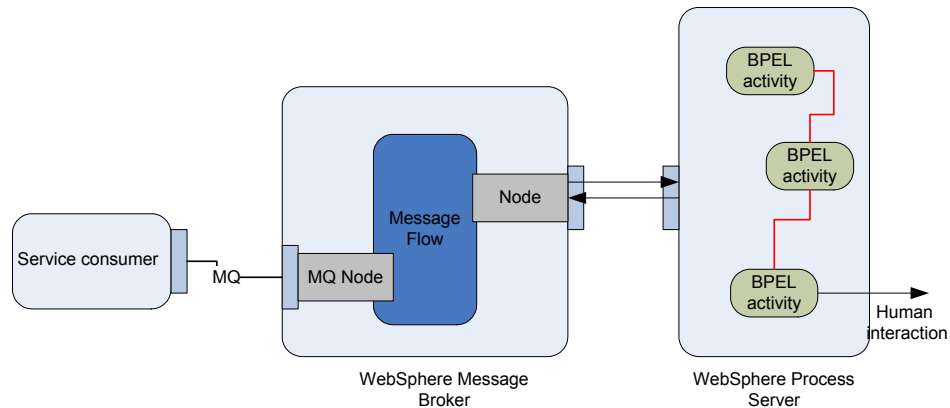 Service consumer
MQ
MQ Node
Message
Flow
Node
WebSphere Message
Broker
BPEL
activity
BPEL
activity
BPEL
activity
Human
interaction
WebSphere Process
Server